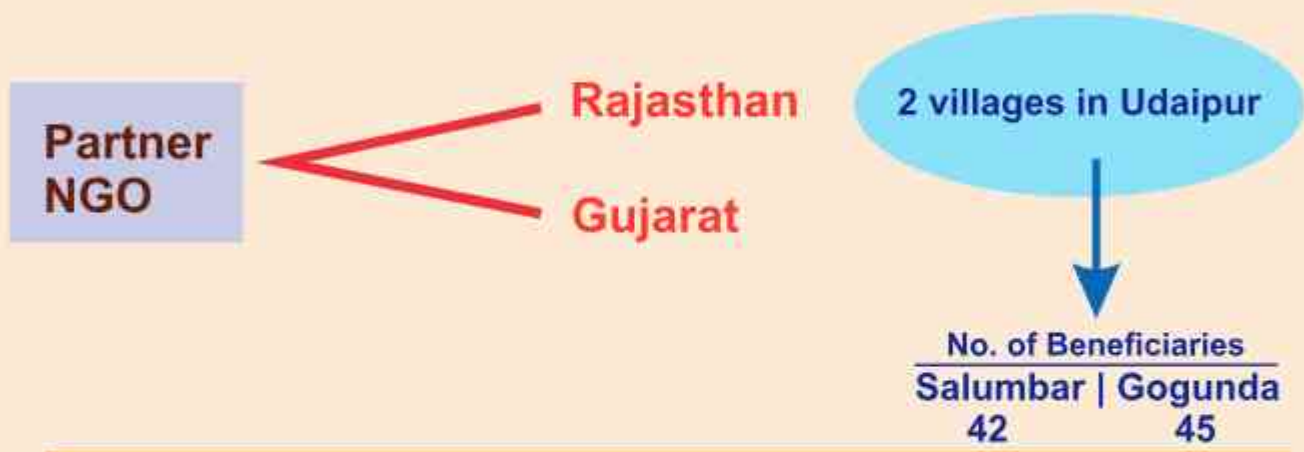 Partner
NGO
Rajasthan
Gujarat
2 villages in Udaipur
No. of Beneficiaries
Salumbar | Gogunda
42 45